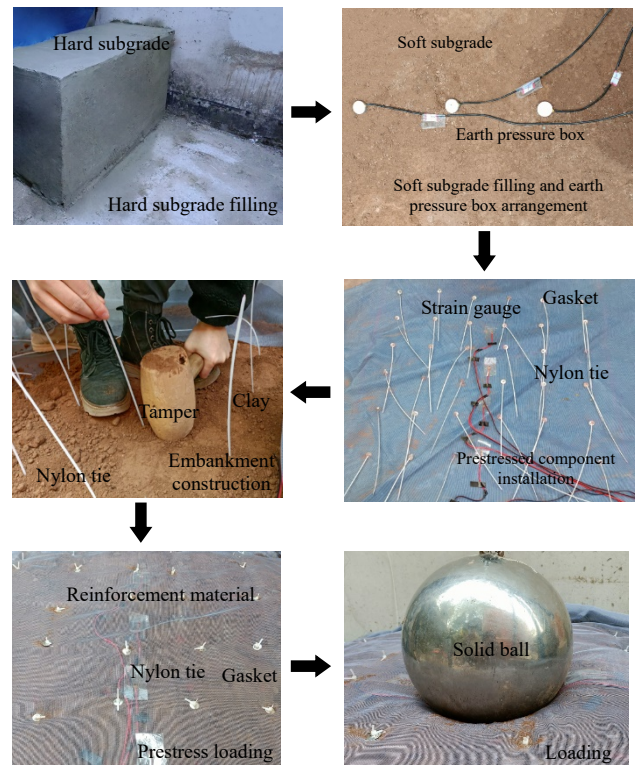 Hard subgrade
Hard subgrade filling
Soft subgrade
Earth pressure box
Soft subgrade filling and earth
pressure box arrangement
Strain gauge
Gasket
Nylon tie
Prestressed component
installation
Tamper
Clay
Nylon tie
Embankment
construction
Reinforcement material
Nylon tie
Gasket
Prestress loading
Solid ball
Loading